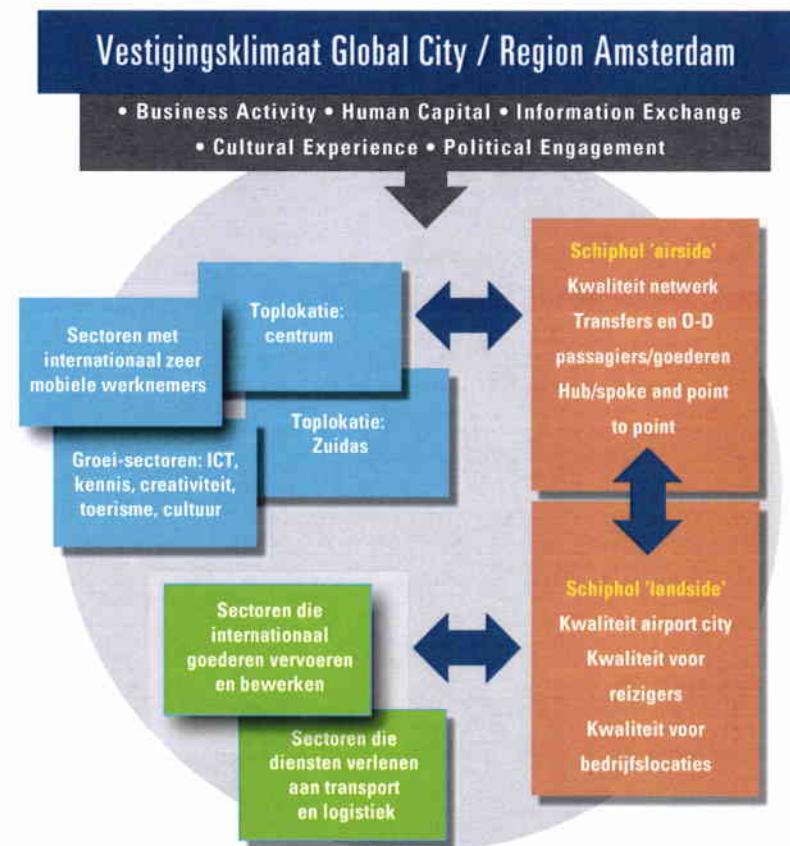 Vestigingsklimaat Global City / Region Amsterdam
• Business Activity • Human Capital • Information Exchange
• Cultural Experience • Political Engagement
Toplokatie:
centrum
Sectoren met
internationaal zeer
mobiele werknemers
Toplokatie:
Zuidas
Groei-sectoren: ICT,
kennis, creativiteit,
toerisme, cultuur
Schiphol 'airside'
Kwaliteit netwerk
Transfers en O-D
passagiers/goederen
Hub/spoke and point
to point
Sectoren die
internationaal
goederen vervoeren
en bewerken
Sectoren die
diensten verlenen
aan transport
en logistiek
Schiphol 'landside'
Kwaliteit airport city
Kwaliteit voor
reizigers
Kwaliteit voor
bedrijfslocaties